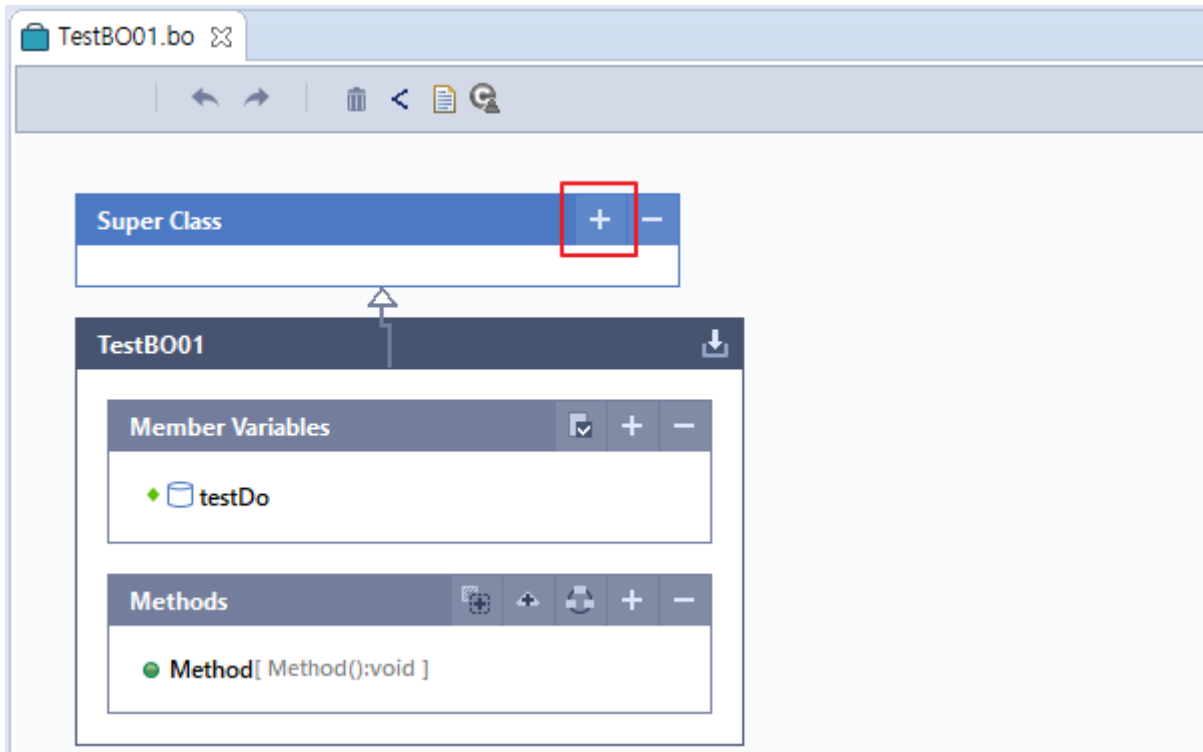 TestBO01.bo
Super Class
TestBO01
Member Variables
testDo
Methods
Method[ Method():void ]